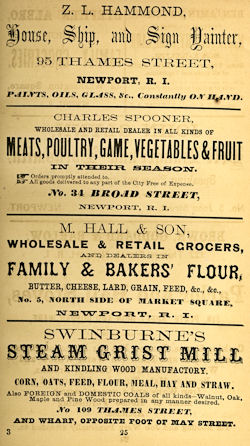 Z. L. HAMMOND,
House, Ship, and Sign Painter,
95 THAMES STREET,
NEWPORT, R. I.
PAINTS, OILS, GLASS, &c., Constantly ON HAND.
CHARLES SPOONER,
WHOLESALE AND RETAIL DEALER IN ALL KINDS OF
MEATS, POULTRY, GAME, VEGETABLES & FRUIT
IN THEIR SEASON.
☞ Orders promptly attended to.
☞ All goods delivered to any part of the City Free of Expense.
No. 34 BROAD STREET,
NEWPORT, R. I.
M. HALL & SON,
WHOLESALE & RETAIL GROCERS,
AND DEALERS IN
FAMILY & BAKERS' FLOUR,
BUTTER, CHEESE, LARD, GRAIN, FEED, &c., &c.,
No. 5, NORTH SIDE OF MARKET SQUARE,
NEWPORT, R. I.
SWINBURNE'S
STEAM GRIST MILL
AND KINDLING WOOD MANUFACTORY.
CORN, OATS, FEED, FLOUR, MEAL, HAY AND STRAW.
Also FOREIGN and DOMESTIC COALS of all kinds—Walnut, Oak,
Maple and Pine Wood prepared in any manner desired.
No 109 THAMES STREET,
AND WHARF, OPPOSITE FOOT OF MAY STREET.
3 25